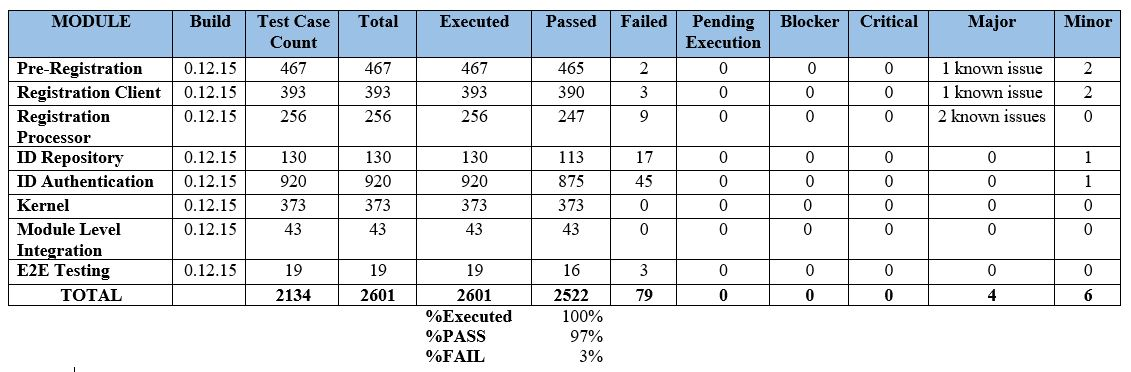 MODULE Build Test Case Count Total Executed Passed Failed Pending Execution Blocker Critical Major Minor
Pre-Registration 0.12.15 467 467 467 465 2 0 0 0 1 known issue 2
Registration Client 0.12.15 393 393 393 390 3 0 0 0 1 known issue 2
Registration Processor 0.12.15 256 256 256 247 9 0 0 0 2 known issues 0
ID Repository 0.12.15 130 130 130 113 17 0 0 0 0 1
ID Authentication 0.12.15 920 920 920 875 45 0 0 0 0 1
Kernel 0.12.15 373 373 373 373 0 0 0 0 0 0
Module Level Integration 0.12.15 43 43 43 43 0 0 0 0 0 0
E2E Testing 0.12.15 19 19 19 16 3 0 0 0 0 0
TOTAL 2134 2601 2601 2522 79 0 0 0 4 6
%Executed 100%
%PASS 97%
%FAIL 3%